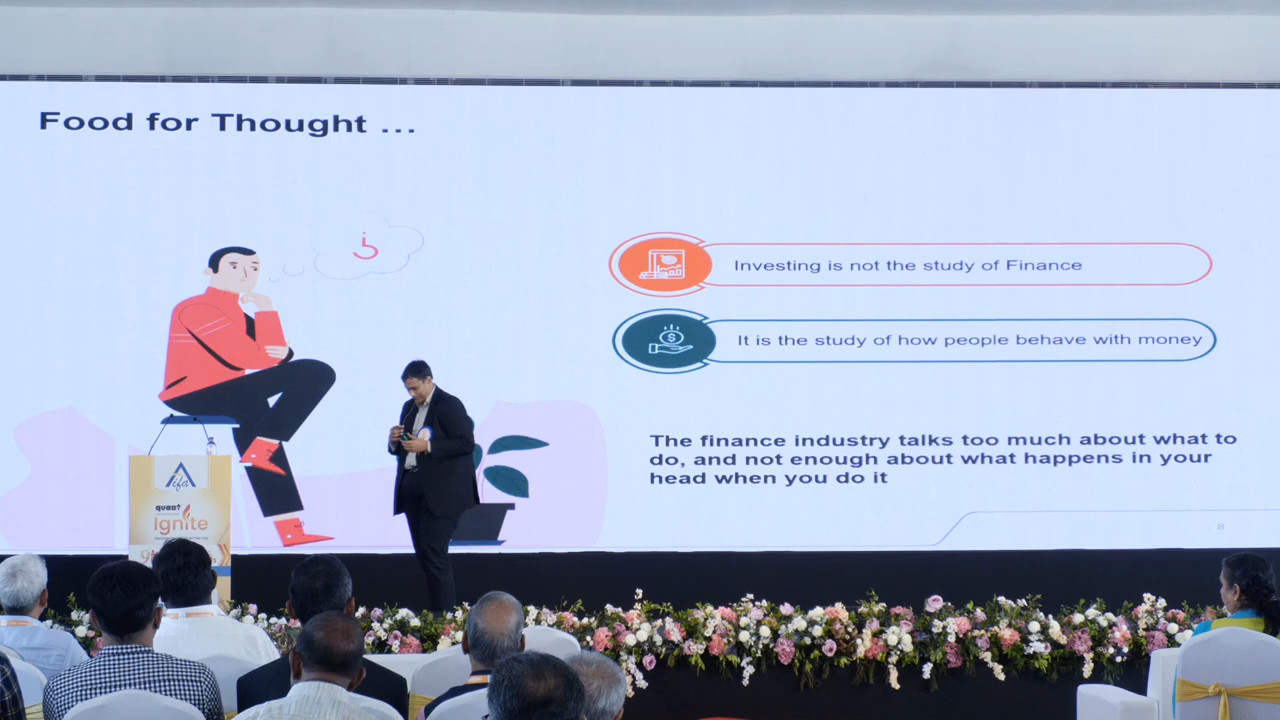 Food for Thought ...
Investing is not the study of Finance
It is the study of how people behave with money
The finance industry talks too much about what to
do, and not enough about what happens in your
head when you do it
8
ifa
quant
ignite